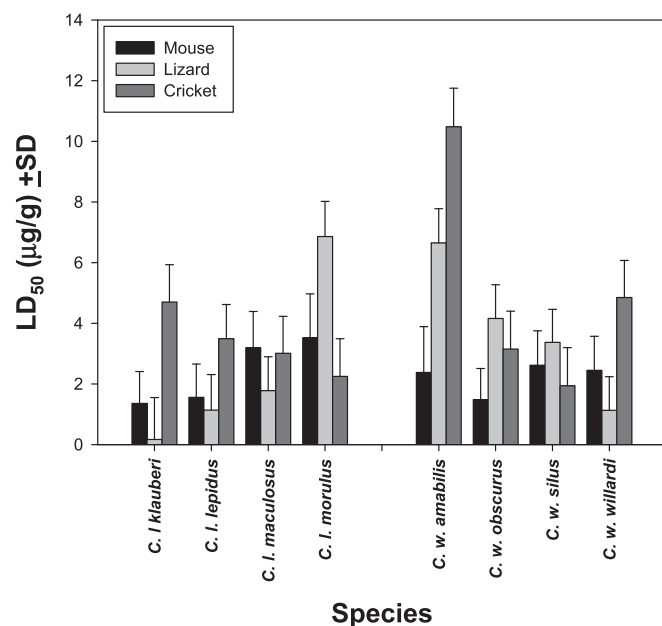 14
12
10
8
6
4
2
0
LD50 (μg/g) ±SD
Mouse
Lizard
Cricket
C. l klauberi
C. l. lepidus
C. l. maculosus
C. l. morulus
C. w. amabilis
C. w. obscurus
C. w. silus
C. w. willardi
Species